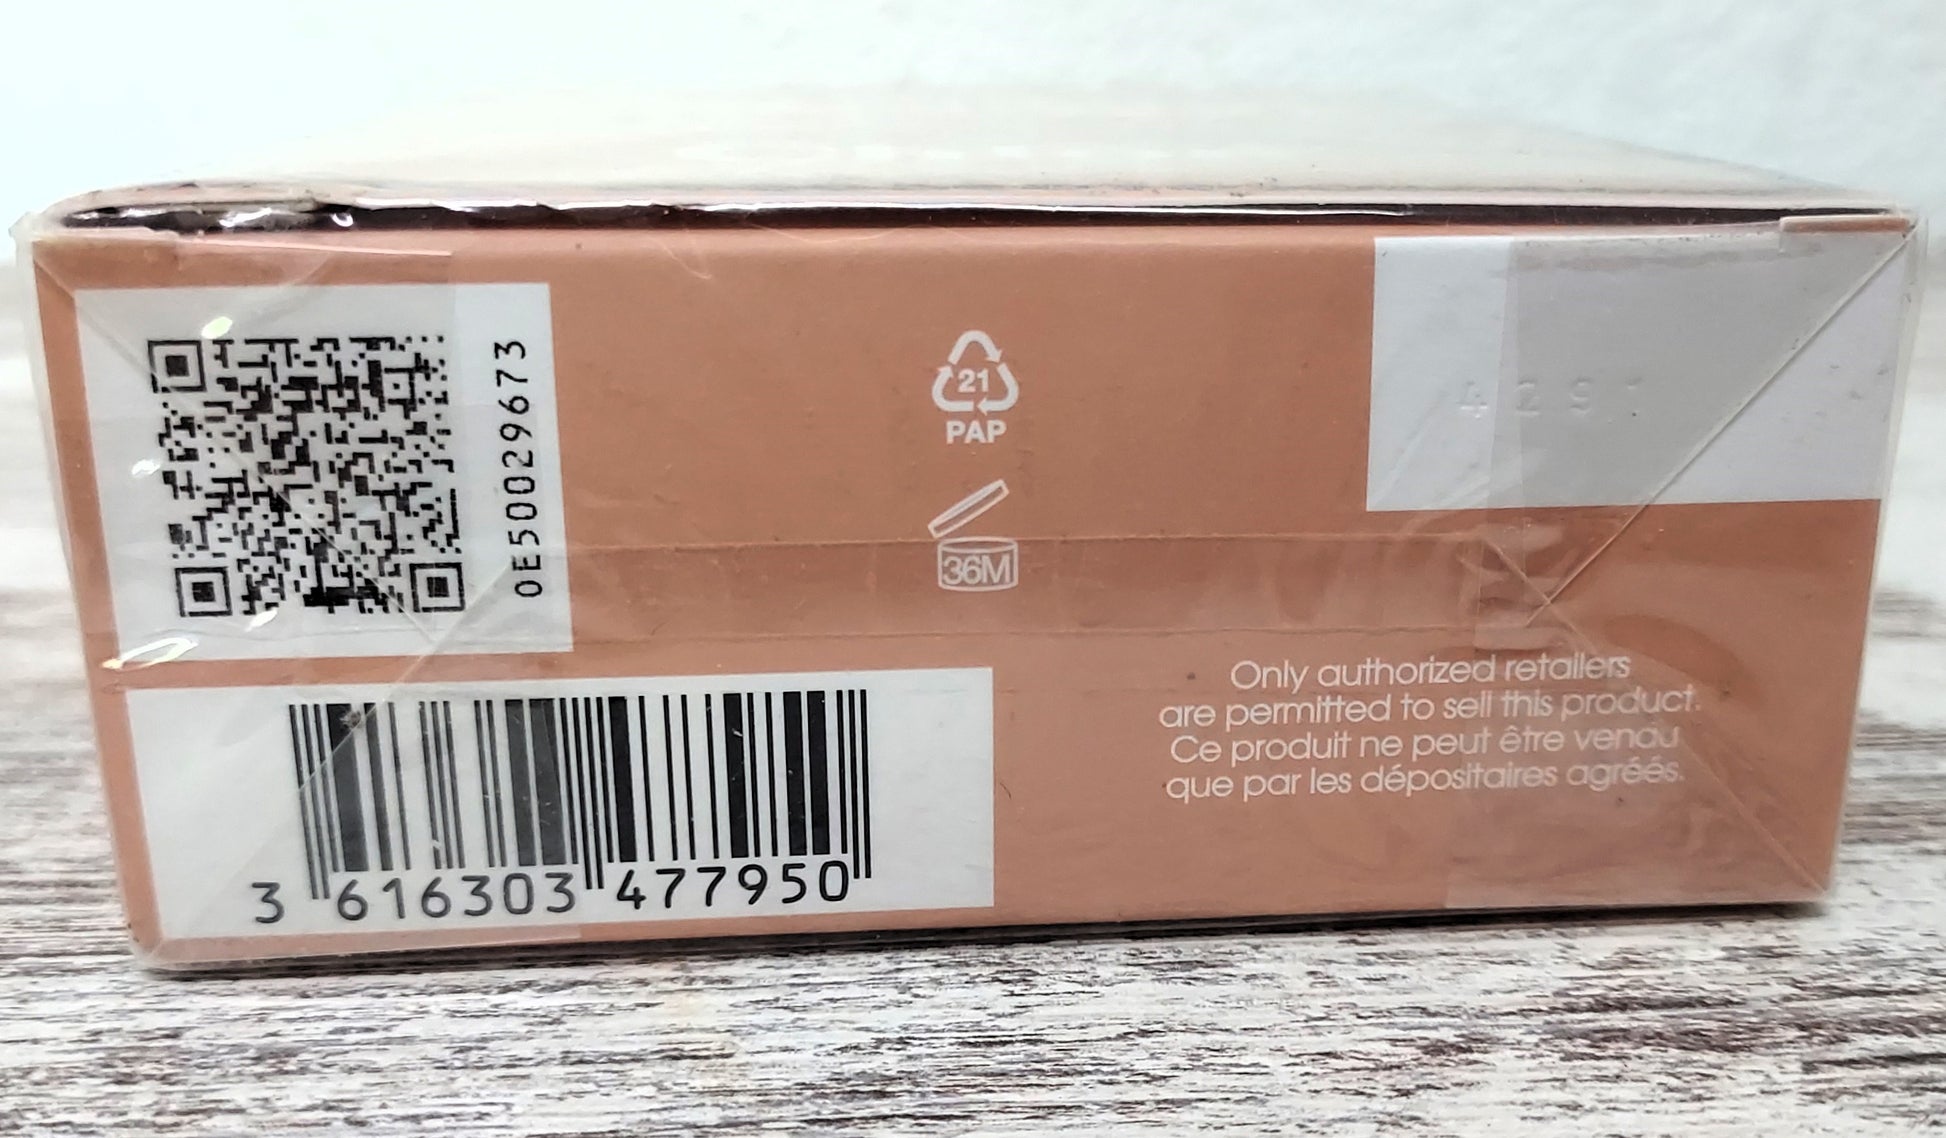 0E50029673
21
PAP
36M
4291
3 616303 477950
Only authorized retailers
are permitted to sell this product.
Ce produit ne peut être vendu
que par les dépositaires agréés.